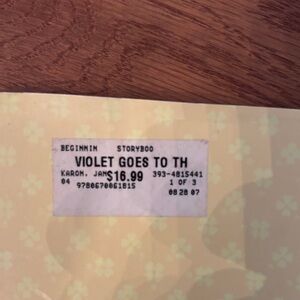 BEGINNIN STORYBOO
VIOLET GOES TO TH
KARON, JAN $16.99 393-4815441
04 9780670061815 1 OF 3
08 28 07